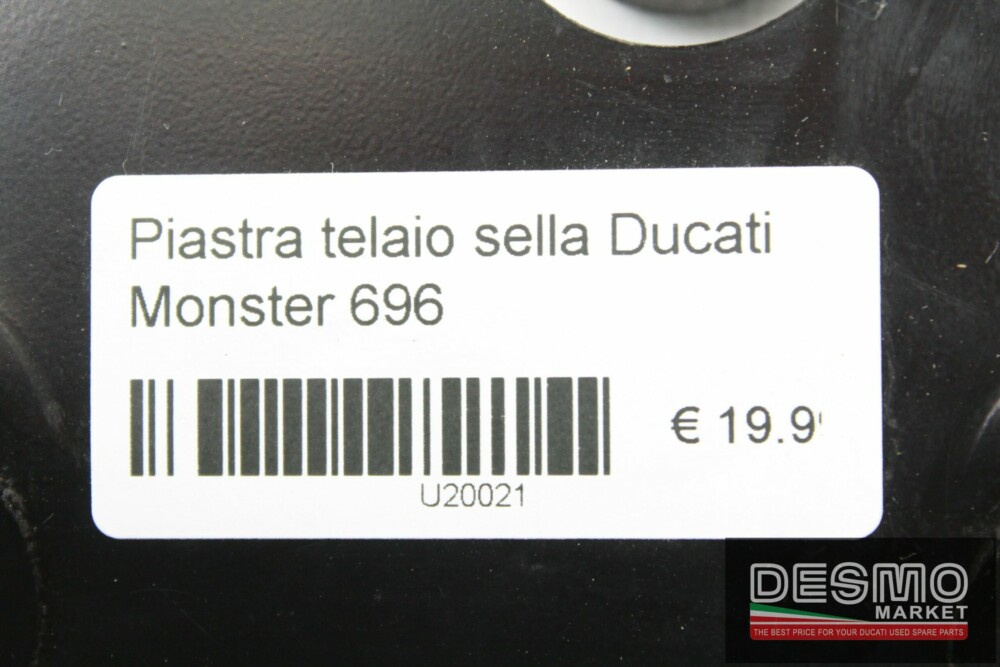 Piastra telaio sella Ducati
Monster 696
€ 19.9
U20021
DESMO
MARKET
THE BEST PRICE FOR YOUR DUCATI USED SPARE PARTS